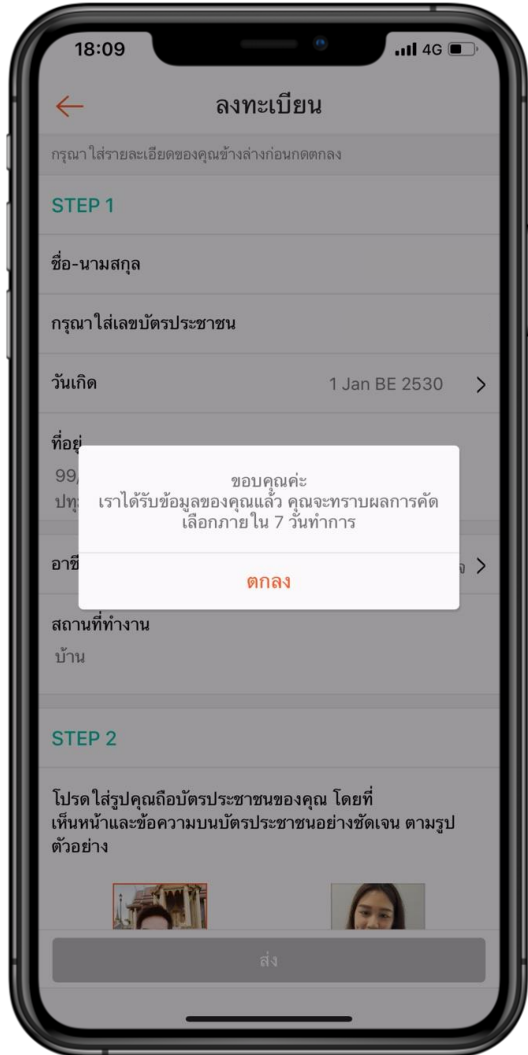 18:09
4G
ลงทะเบียน
กรุณาใส่รายละเอียดของคุณข้างล่างก่อนกดตกลง
STEP 1
ชื่อ-นามสกุล
กรุณาใส่เลขบัตรประชาชน
วันเกิด 1 Jan BE 2530
ที่อยู่
99/
ปทุ
ขอบคุณค่ะ
เราได้รับข้อมูลของคุณแล้ว คุณจะทราบผลการคัด
เลือกภายใน 7 วันทำการ
ตกลง
อาชี
สถานที่ทำงาน
บ้าน
STEP 2
โปรดใส่รูปคุณถือบัตรประชาชนของคุณ โดยที่
เห็นหน้าและข้อความบนบัตรประชาชนอย่างชัดเจน ตามรูป
ตัวอย่าง
ส่ง